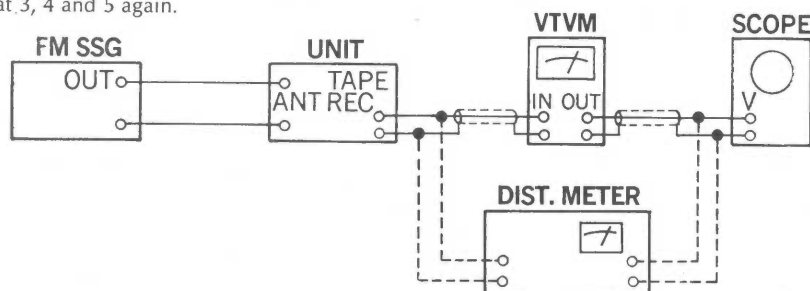 at 3, 4 and 5 again.
FM SSG
OUT
UNIT
TAPE
ANT REC
VTVM
IN OUT
SCOPE
V
DIST. METER